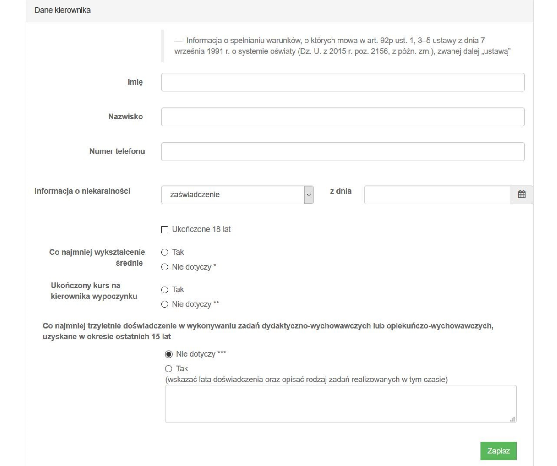 Dane kierownika
— Informacja o spełnianiu warunków, o których mowa w art. 92p ust. 1, 3- 5 ustawy z dnia 7
września 1991 r. o systemie oświaty (Dz. U. z 2015 r. poz. 2156, z późn. zm.), zwanej dalej „ustawą”
Imię
Nazwisko
Numer telefonu
Informacja o niekaralności
zaświadczenie
z dnia
Ukończone 18 lat
Co najmniej wykształcenie
średnie
Tak
Nie dotyczy *
Ukończony kurs na
kierownika wypoczynku
Tak
Nie dotyczy **
Co najmniej trzyletnie doświadczenie w wykonywaniu zadań dydaktyczno-wychowawczych lub opiekuńczo-wychowawczych,
uzyskane w okresie ostatnich 15 lat
Nie dotyczy ***
Tak
(wskazać lata doświadczenia oraz opisać rodzaj zadań realizowanych w tym czasie)
Zapisz